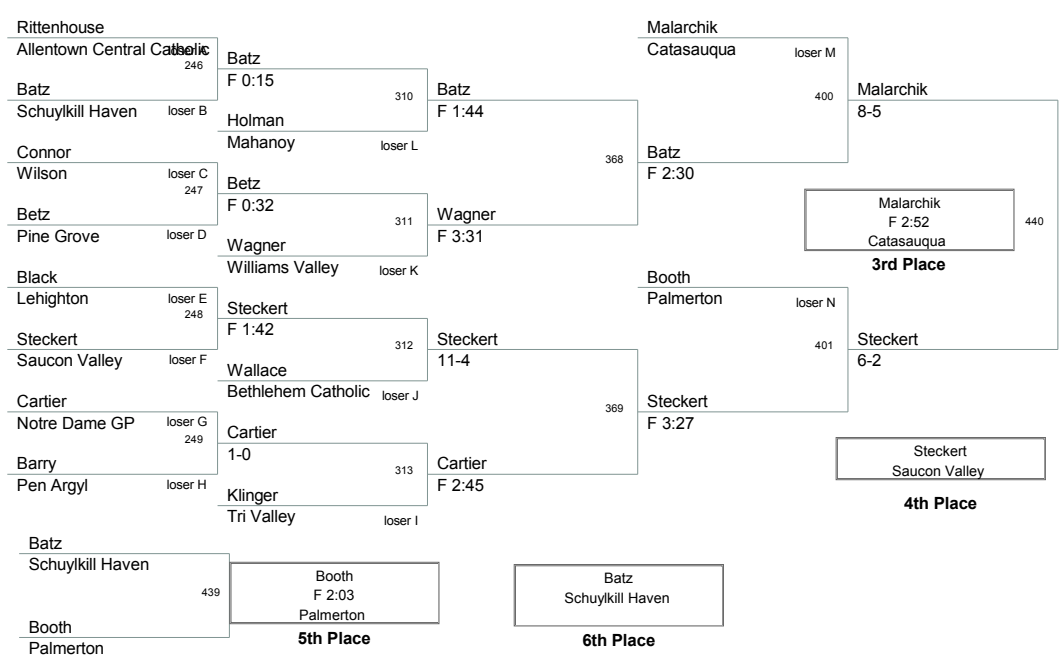 Rittenhouse
Allentown Central Catholic
loser A
246
Batz
Schuylkill Haven
loser B
Connor
Wilson
loser C
247
Betz
Pine Grove
loser D
Black
Lehighton
loser E
248
Steckert
Saucon Valley
loser F
Cartier
Notre Dame GP
loser G
249
Barry
Pen Argyl
loser H
Batz
F 0:15
310
Holman
Mahanoy
loser L
Betz
F 0:32
311
Wagner
Williams Valley
loser K
Steckert
F 1:42
312
Wallace
Bethlehem Catholic
loser J
Cartier
1-0
313
Klinger
Tri Valley
loser I
Batz
F 1:44
368
Wagner
F 3:31
Steckert
11-4
369
Cartier
F 2:45
Malarchik
Catasauqua
loser M
400
Batz
F 2:30
Booth
Palmerton
loser N
401
Steckert
F 3:27
Malarchik
8-5
Steckert
6-2
Malarchik
F 2:52
Catasauqua
440
3rd Place
Steckert
Saucon Valley
4th Place
Batz
Schuylkill Haven
439
Booth
Palmerton
Booth
F 2:03
Palmerton
5th Place
Batz
Schuylkill Haven
6th Place